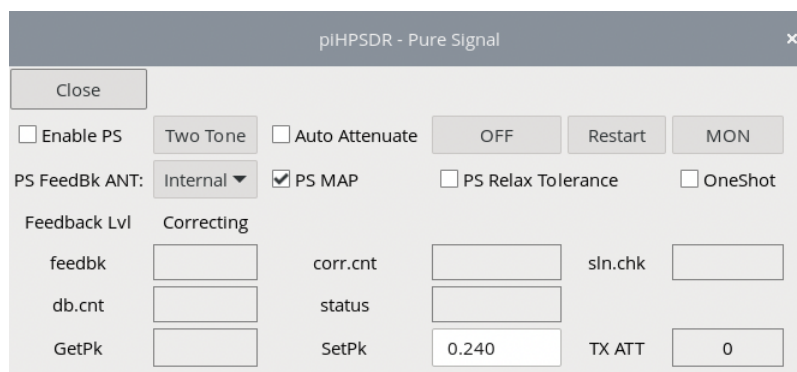 piHPSDR - Pure Signal ×
Close
Enable PS Two Tone Auto Attenuate OFF Restart MON
PS FeedBk ANT: Internal PS MAP PS Relax Tolerance OneShot
Feedback Lvl Correcting
feedbk corr.cnt sln.chk
db.cnt status
GetPk SetPk 0.240 TX ATT 0